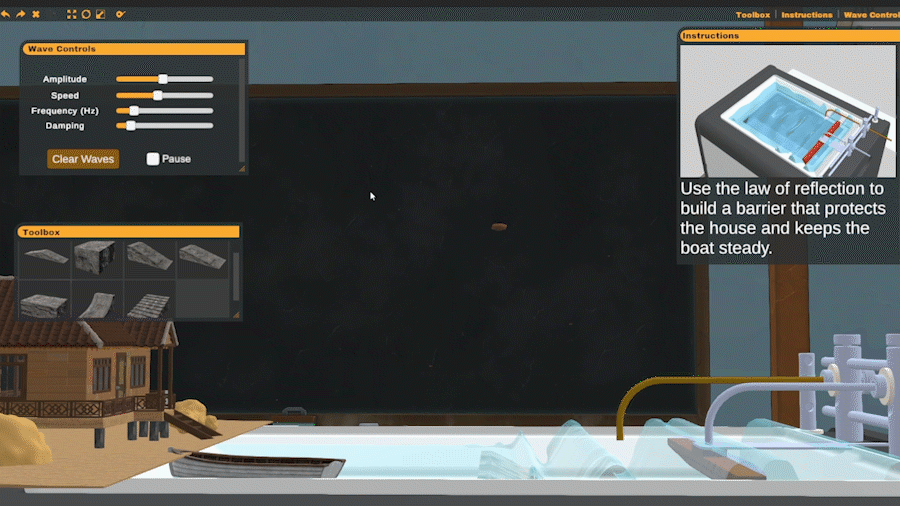 Toolbox | Instructions | Wave Control
Wave Controls
Amplitude
Speed
Frequency (Hz)
Damping
Clear Waves
Pause
Toolbox
Instructions
Use the law of reflection to
build a barrier that protects
the house and keeps the
boat steady.